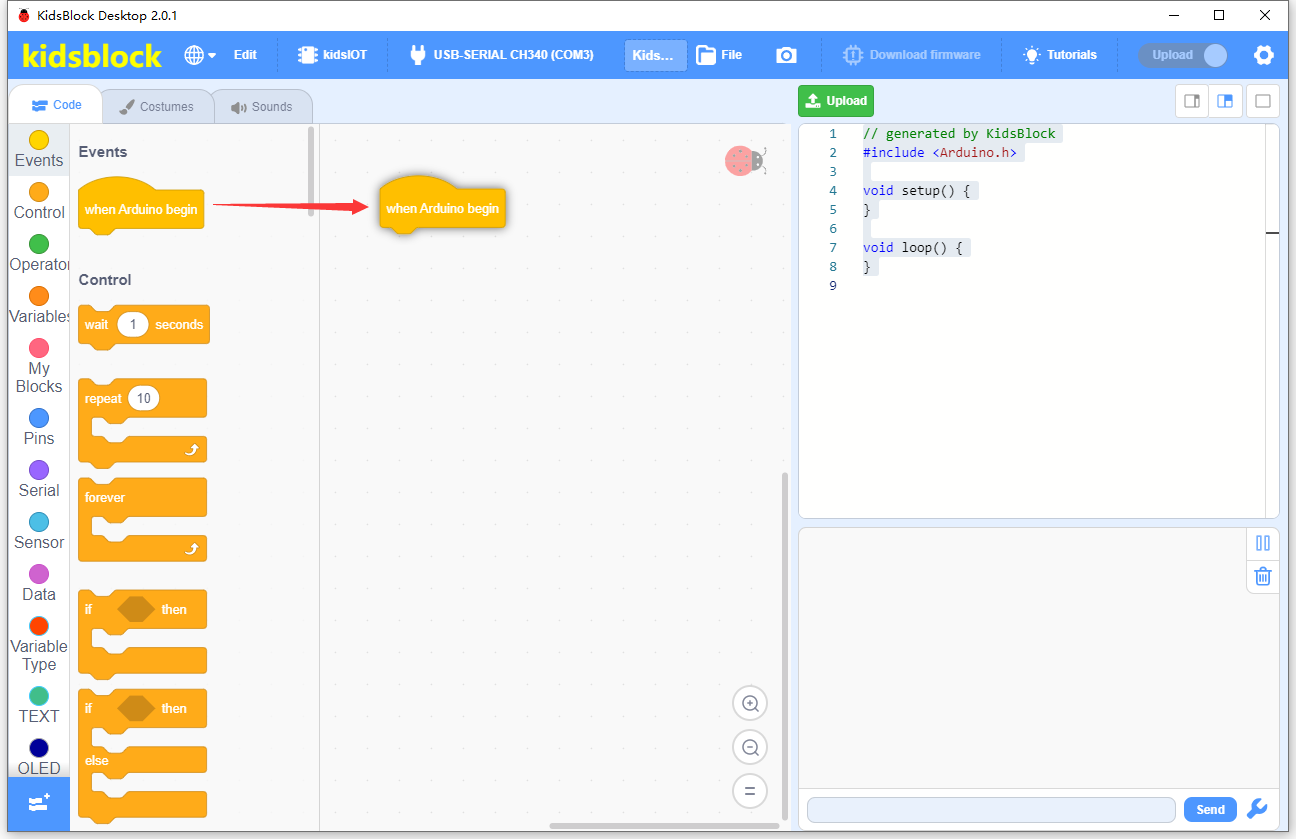 KidsBlock Desktop 2.0.1
kidsblock Edit kidsIOT USB-SERIAL CH340 (COM3) Kids... File Download firmware Tutorials Upload
Code Costumes Sounds
Upload
Events
Control
Operator
Variables
My
Blocks
Pins
Serial
Sensor
Data
Variable
Type
TEXT
OLED
Events
when Arduino begin
Control
wait 1 seconds
repeat 10
forever
if then
if then
else
when Arduino begin
1 // generated by KidsBlock
2 #include <Arduino.h>
3
4 void setup() {
5 }
6
7 void loop() {
8 }
9
Send